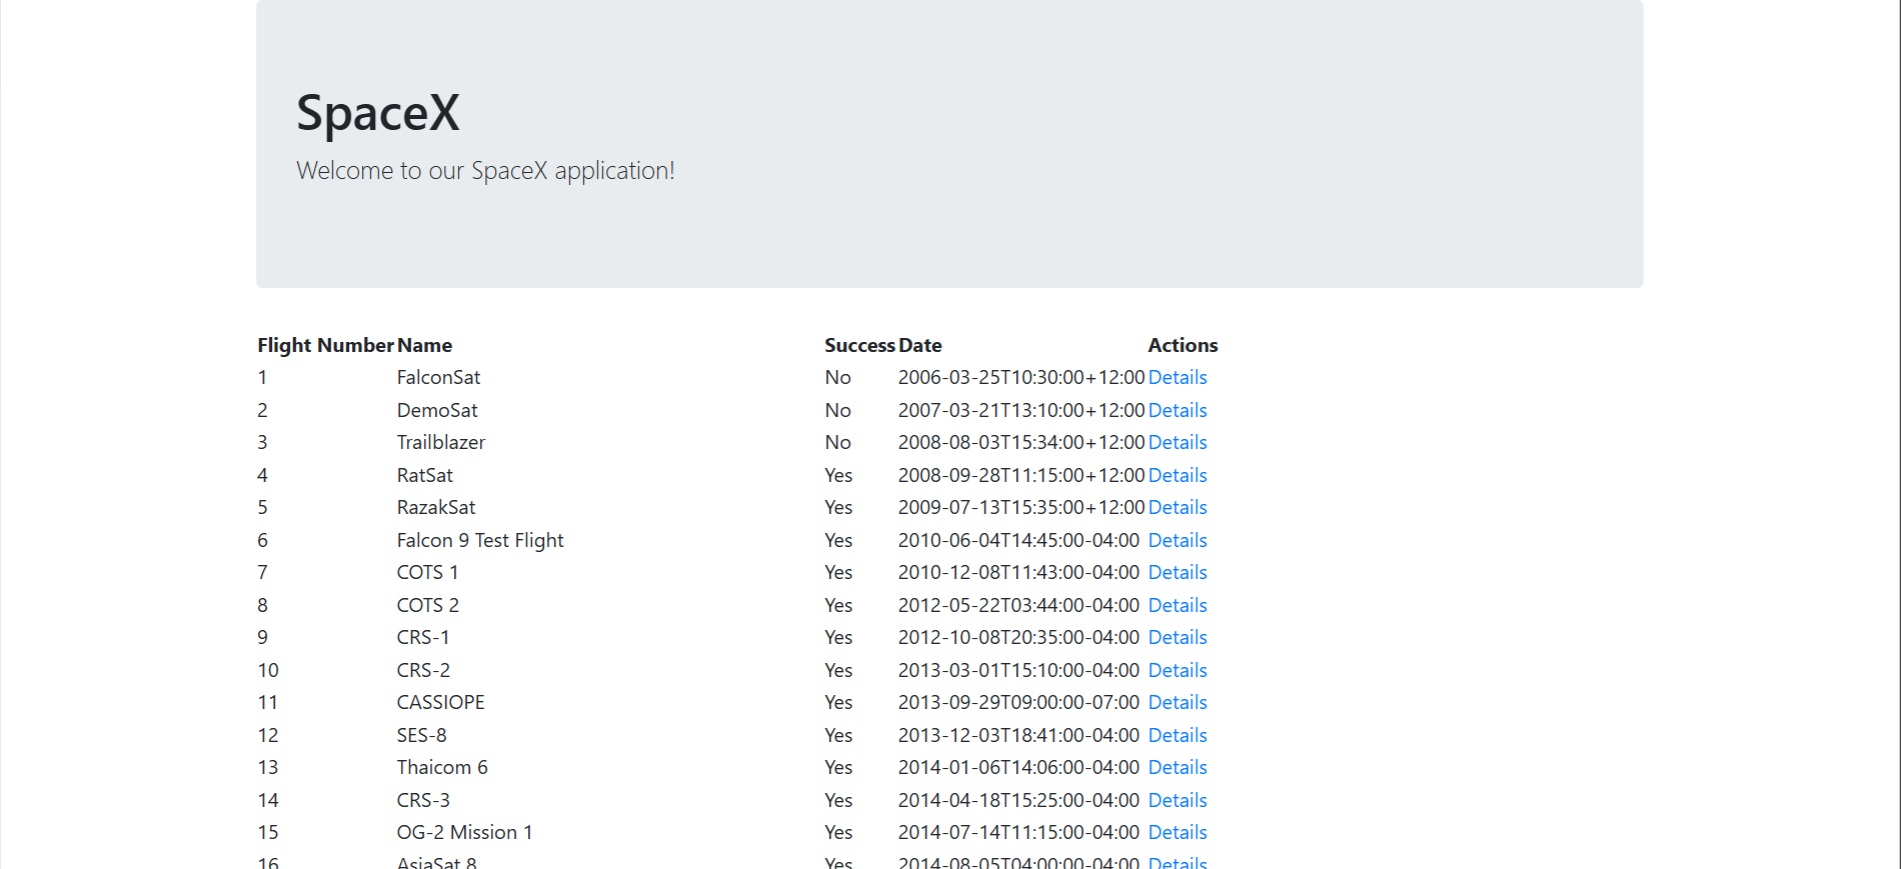 SpaceX
Welcome to our SpaceX application!
Flight Number Name Success Date Actions
1 FalconSat No 2006-03-25T10:30:00+12:00 Details
2 DemoSat No 2007-03-21T13:10:00+12:00 Details
3 Trailblazer No 2008-08-03T15:34:00+12:00 Details
4 RatSat Yes 2008-09-28T11:15:00+12:00 Details
5 RazakSat Yes 2009-07-13T15:35:00+12:00 Details
6 Falcon 9 Test Flight Yes 2010-06-04T14:45:00-04:00 Details
7 COTS 1 Yes 2010-12-08T11:43:00-04:00 Details
8 COTS 2 Yes 2012-05-22T03:44:00-04:00 Details
9 CRS-1 Yes 2012-10-08T20:35:00-04:00 Details
10 CRS-2 Yes 2013-03-01T15:10:00-04:00 Details
11 CASSIOPE Yes 2013-09-29T09:00:00-07:00 Details
12 SES-8 Yes 2013-12-03T18:41:00-04:00 Details
13 Thaicom 6 Yes 2014-01-06T14:06:00-04:00 Details
14 CRS-3 Yes 2014-04-18T15:25:00-04:00 Details
15 OG-2 Mission 1 Yes 2014-07-14T11:15:00-04:00 Details
16 AsiaSat 8 Yes 2014-08-05T04:00:00-04:00 Details